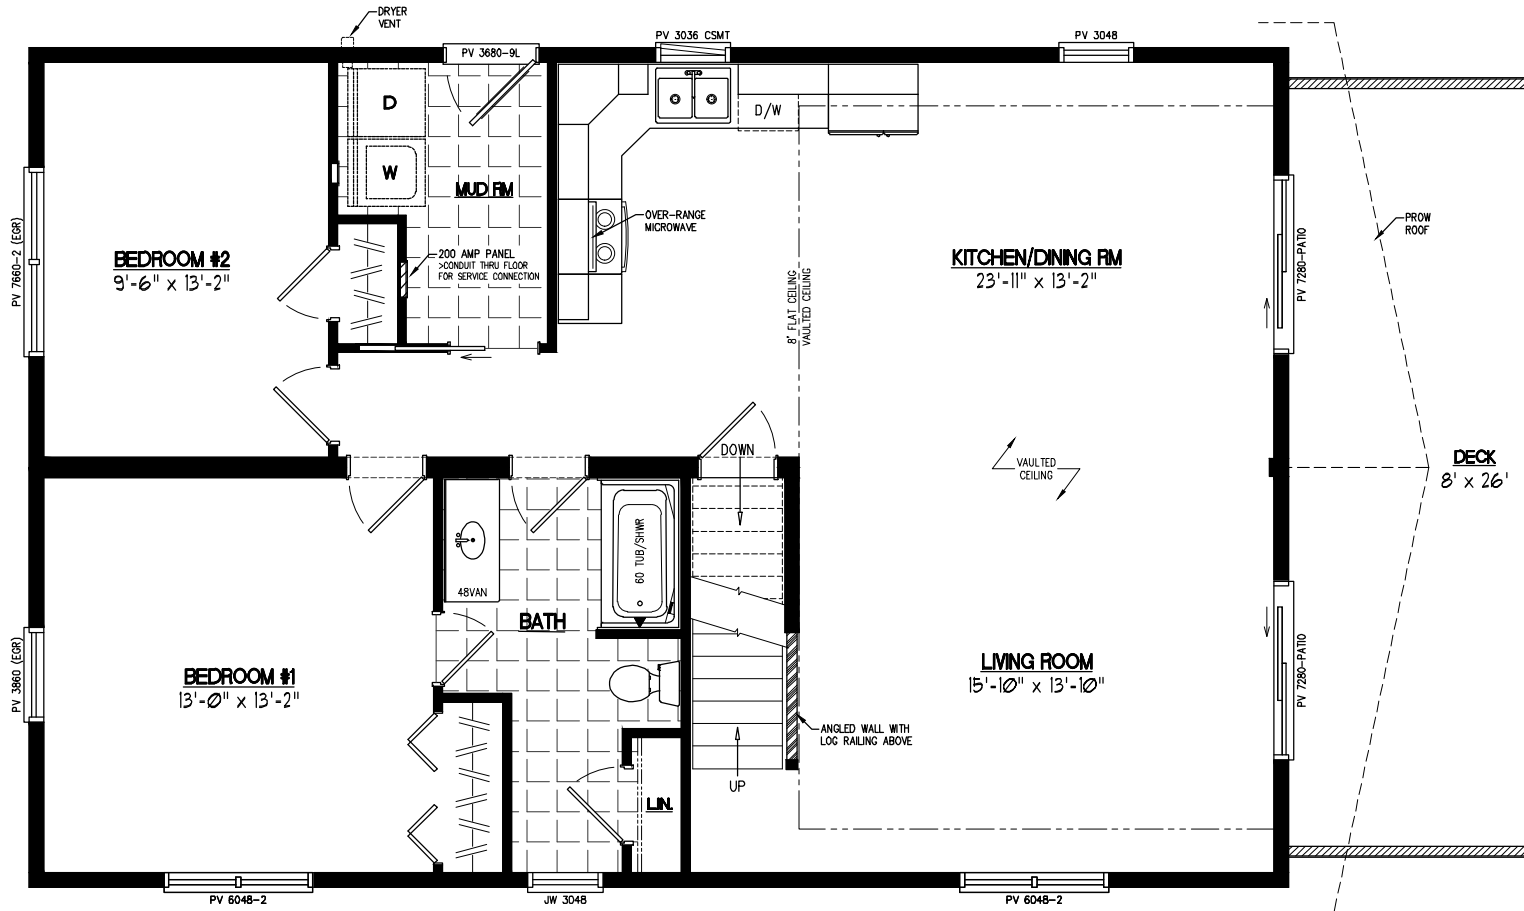 DRYER
VENT
PV 3680-9L
PV 3036 CSMT
PV 3048
D
D/W
W
MUD RM
OVER-RANGE
MICROWAVE
PROW
ROOF
PV 7660-2 (EGR)
BEDROOM #2
9'-6" x 13'-2"
200 AMP PANEL
>CONDUIT THRU FLOOR
FOR SERVICE CONNECTION
8' FLAT CEILING
VAULTED CEILING
KITCHEN/DINING RM
23'-11" x 13'-2"
PV 7280-PATIO
DOWN
VAULTED
CEILING
DECK
8' x 26'
60 TUB/SHWR
48VAN
BATH
PV 3860 (EGR)
BEDROOM #1
13'-0" x 13'-2"
LIVING ROOM
15'-10" x 13'-10"
PV 7280-PATIO
ANGLED WALL WITH
LOG RAILING ABOVE
UP
LIN.
PV 6048-2
JW 3048
PV 6048-2